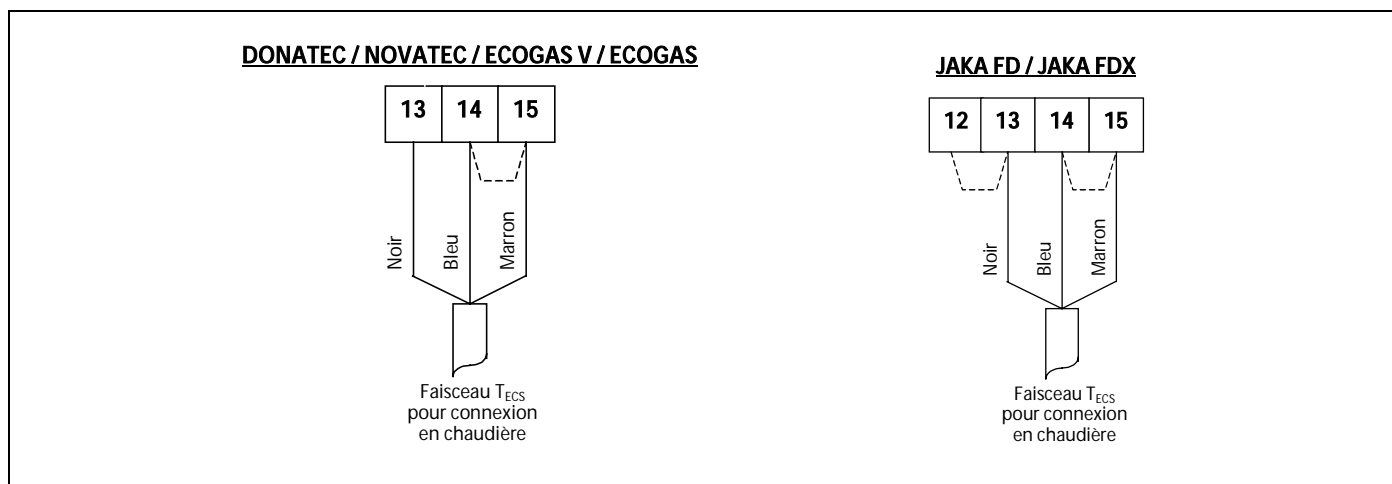 DONATEC / NOVATEC / ECOGAS V / ECOGAS
13 14 15
Noir
Bleu
Marron
Faisceau TECS
pour connexion
en chaudière
JAKA FD / JAKA FDX
12 13 14 15
Noir
Bleu
Marron
Faisceau TECS
pour connexion
en chaudière